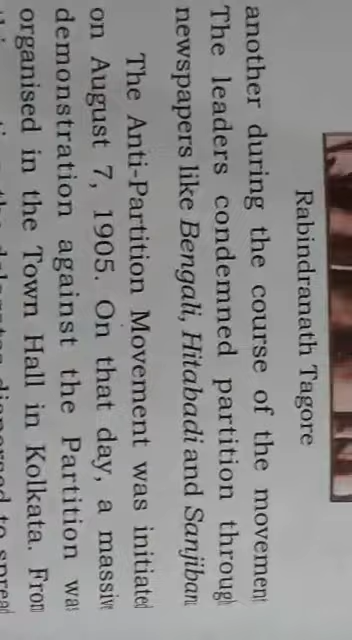 Rabindranath Tagore
another during the course of the movement
The leaders condemned partition through
newspapers like Bengali, Hitabadi and Sanjibani
The Anti-Partition Movement was initiated
on August 7, 1905. On that day, a massive
demonstration against the Partition was
organised in the Town Hall in Kolkata. From
to spread